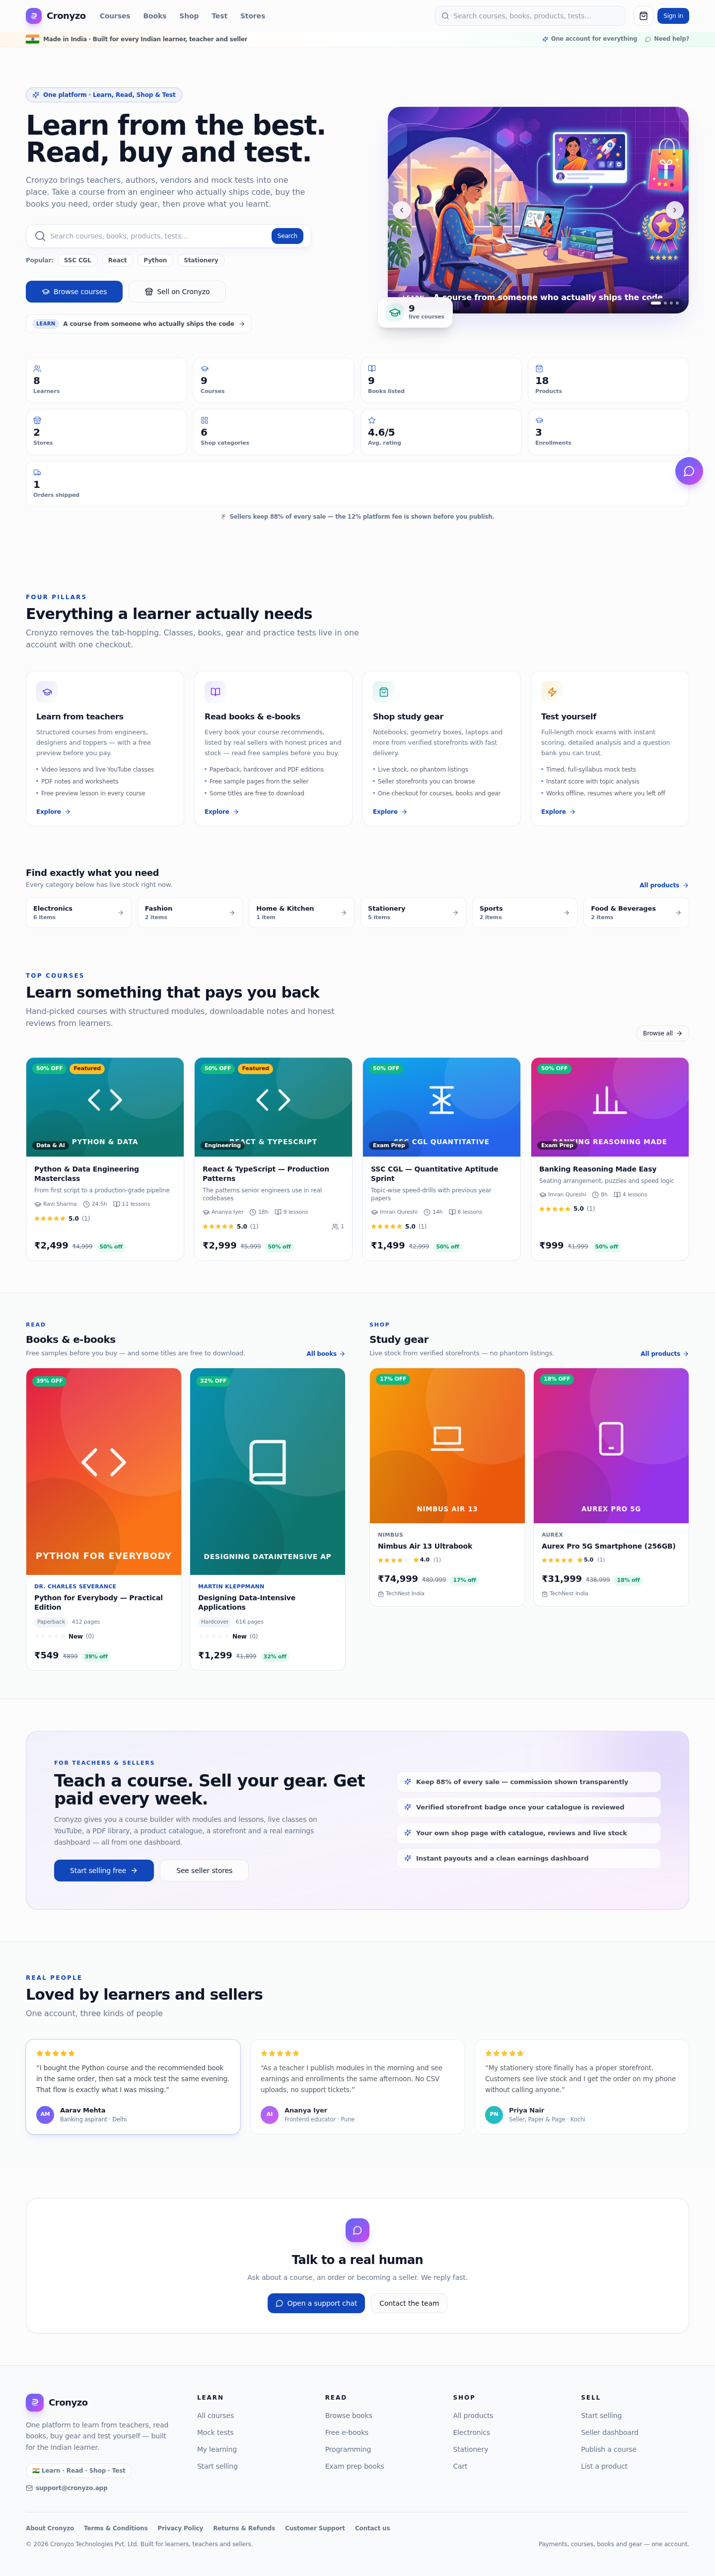 Cronyzo
Courses
Books
Shop
Test
Stores
Search courses, books, products, tests...
Sign in
Made in India · Built for every Indian learner, teacher and seller
One account for everything
Need help?
One platform · Learn, Read, Shop & Test
Learn from the best.
Read, buy and test.
Cronyzo brings teachers, authors, vendors and mock tests into one
place. Take a course from an engineer who actually ships code, buy the
books you need, order study gear, then prove what you learnt.
Search courses, books, products, tests...
Search
Popular:
SSC CGL
React
Python
Stationery
Browse courses
Sell on Cronyzo
LEARN
A course from someone who actually ships the code
A course from someone who actually ships the code
9
live courses
8
Learners
9
Courses
9
Books listed
18
Products
2
Stores
6
Shop categories
4.6/5
Avg. rating
3
Enrollments
1
Orders shipped
₹ Sellers keep 88% of every sale — the 12% platform fee is shown before you publish.
FOUR PILLARS
Everything a learner actually needs
Cronyzo removes the tab-hopping. Classes, books, gear and practice tests live in one
account with one checkout.
Learn from teachers
Structured courses from engineers,
designers and toppers — with a free
preview before you pay.
• Video lessons and live YouTube classes
• PDF notes and worksheets
• Free preview lesson in every course
Explore
Read books & e-books
Every book your course recommends,
listed by real sellers with honest prices and
stock — read free samples before you buy.
• Paperback, hardcover and PDF editions
• Free sample pages from the seller
• Some titles are free to download
Explore
Shop study gear
Notebooks, geometry boxes, laptops and
more from verified storefronts with fast
delivery.
• Live stock, no phantom listings
• Seller storefronts you can browse
• One checkout for courses, books and gear
Explore
Test yourself
Full-length mock exams with instant
scoring, detailed analysis and a question
bank you can trust.
• Timed, full-syllabus mock tests
• Instant score with topic analysis
• Works offline, resumes where you left off
Explore
Find exactly what you need
Every category below has live stock right now.
All products
Electronics
6 items
Fashion
2 items
Home & Kitchen
1 item
Stationery
5 items
Sports
2 items
Food & Beverages
2 items
TOP COURSES
Learn something that pays you back
Hand-picked courses with structured modules, downloadable notes and honest
reviews from learners.
Browse all
50% OFF
Featured
PYTHON & DATA
Data & AI
Python & Data Engineering
Masterclass
From first script to a production-grade pipeline
Ravi Sharma
24.5h
11 lessons
5.0 (1)
₹2,499 ₹4,999 50% off
50% OFF
Featured
REACT & TYPESCRIPT
Engineering
React & TypeScript — Production
Patterns
The patterns senior engineers use in real
codebases
Ananya Iyer
18h
9 lessons
5.0 (1)
1
₹2,999 ₹5,999 50% off
50% OFF
SSC CGL QUANTITATIVE
Exam Prep
SSC CGL — Quantitative Aptitude
Sprint
Topic-wise speed-drills with previous year
papers
Imran Qureshi
14h
6 lessons
5.0 (1)
₹1,499 ₹2,999 50% off
50% OFF
BANKING REASONING MADE
Exam Prep
Banking Reasoning Made Easy
Seating arrangement, puzzles and speed logic
Imran Qureshi
8h
4 lessons
5.0 (1)
₹999 ₹1,999 50% off
READ
Books & e-books
Free samples before you buy — and some titles are free to download.
All books
39% OFF
PYTHON FOR EVERYBODY
DR. CHARLES SEVERANCE
Python for Everybody — Practical
Edition
Paperback
412 pages
New (0)
₹549 ₹899 39% off
32% OFF
DESIGNING DATAINTENSIVE AP
MARTIN KLEPPMANN
Designing Data-Intensive
Applications
Hardcover
616 pages
New (0)
₹1,299 ₹1,899 32% off
SHOP
Study gear
Live stock from verified storefronts — no phantom listings.
All products
17% OFF
NIMBUS AIR 13
NIMBUS
Nimbus Air 13 Ultrabook
4.0 (1)
₹74,999 ₹89,999 17% off
TechNest India
18% OFF
AUREX PRO 5G
AUREX
Aurex Pro 5G Smartphone (256GB)
5.0 (1)
₹31,999 ₹38,999 18% off
TechNest India
FOR TEACHERS & SELLERS
Teach a course. Sell your gear. Get
paid every week.
Cronyzo gives you a course builder with modules and lessons, live classes on
YouTube, a PDF library, a product catalogue, a storefront and a real earnings
dashboard — all from one dashboard.
Start selling free
See seller stores
Keep 88% of every sale — commission shown transparently
Verified storefront badge once your catalogue is reviewed
Your own shop page with catalogue, reviews and live stock
Instant payouts and a clean earnings dashboard
REAL PEOPLE
Loved by learners and sellers
One account, three kinds of people
“I bought the Python course and the recommended book
in the same order, then sat a mock test the same evening.
That flow is exactly what I was missing.”
AM
Aarav Mehta
Banking aspirant · Delhi
“As a teacher I publish modules in the morning and see
earnings and enrollments the same afternoon. No CSV
uploads, no support tickets.”
AI
Ananya Iyer
Frontend educator · Pune
“My stationery store finally has a proper storefront.
Customers see live stock and I get the order on my phone
without calling anyone.”
PN
Priya Nair
Seller, Paper & Page · Kochi
Talk to a real human
Ask about a course, an order or becoming a seller. We reply fast.
Open a support chat
Contact the team
Cronyzo
One platform to learn from teachers, read
books, buy gear and test yourself — built
for the Indian learner.
Learn · Read · Shop · Test
support@cronyzo.app
LEARN
All courses
Mock tests
My learning
Start selling
READ
Browse books
Free e-books
Programming
Exam prep books
SHOP
All products
Electronics
Stationery
Cart
SELL
Start selling
Seller dashboard
Publish a course
List a product
About Cronyzo
Terms & Conditions
Privacy Policy
Returns & Refunds
Customer Support
Contact us
© 2026 Cronyzo Technologies Pvt. Ltd. Built for learners, teachers and sellers.
Payments, courses, books and gear — one account.